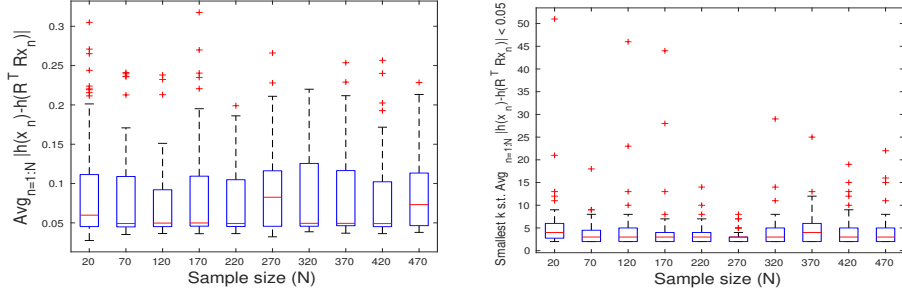 Avg n=1:N |h(x_n)-h(R^T Rx_n)|
0.3
0.25
0.2
0.15
0.1
0.05
20 70 120 170 220 270 320 370 420 470
Sample size (N)
Smallest k s.t. Avg n=1:N |h(x_n)-h(R^T Rx_n)| < 0.05
50
45
40
35
30
25
20
15
10
5
0
20 70 120 170 220 270 320 370 420 470
Sample size (N)